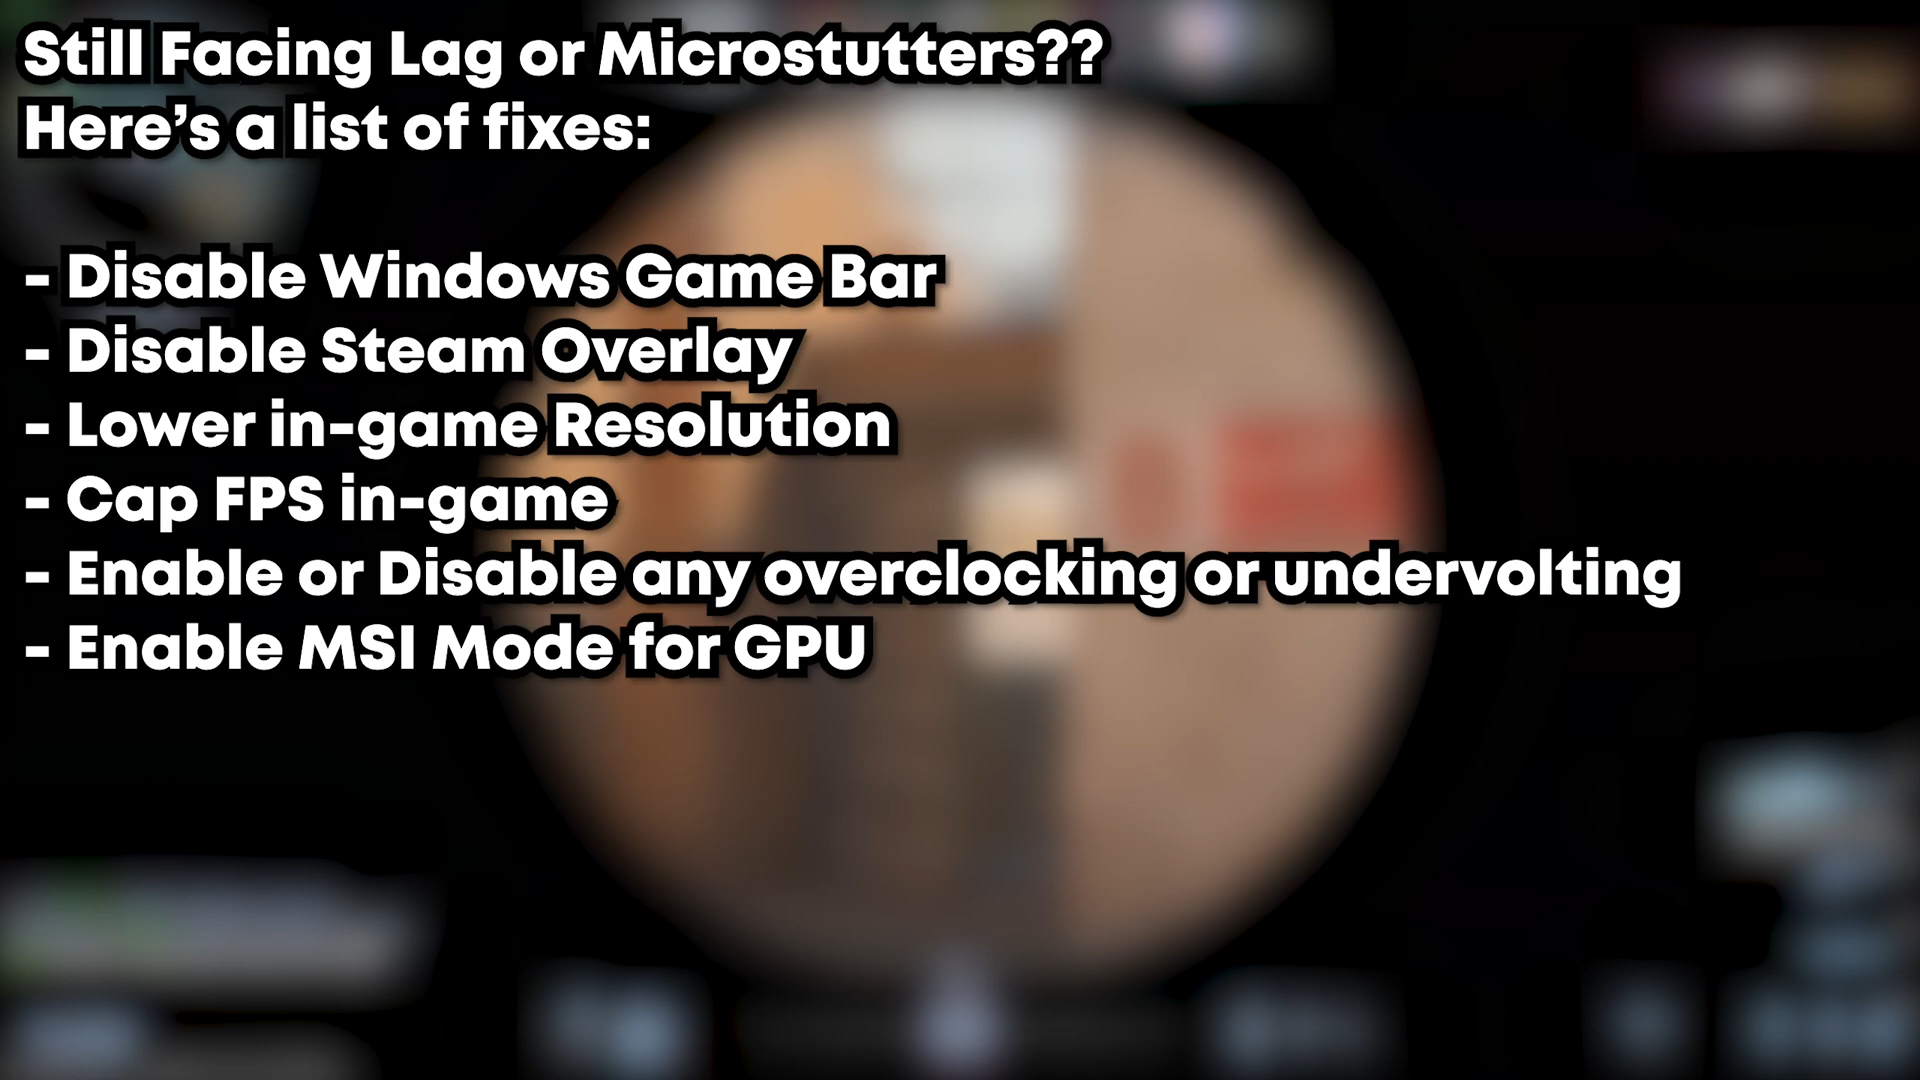 Still Facing Lag or Microstutters??
Here’s a list of fixes:
- Disable Windows Game Bar
- Disable Steam Overlay
- Lower in-game Resolution
- Cap FPS in-game
- Enable or Disable any overclocking or undervolting
- Enable MSI Mode for GPU